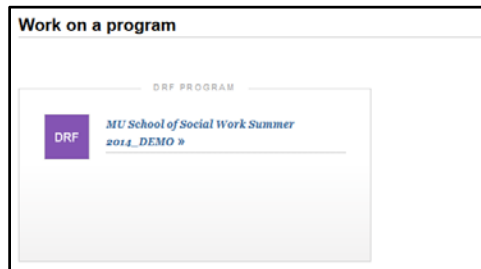 Work on a program
DRF PROGRAM
DRF
MU School of Social Work Summer
2014_DEMO »